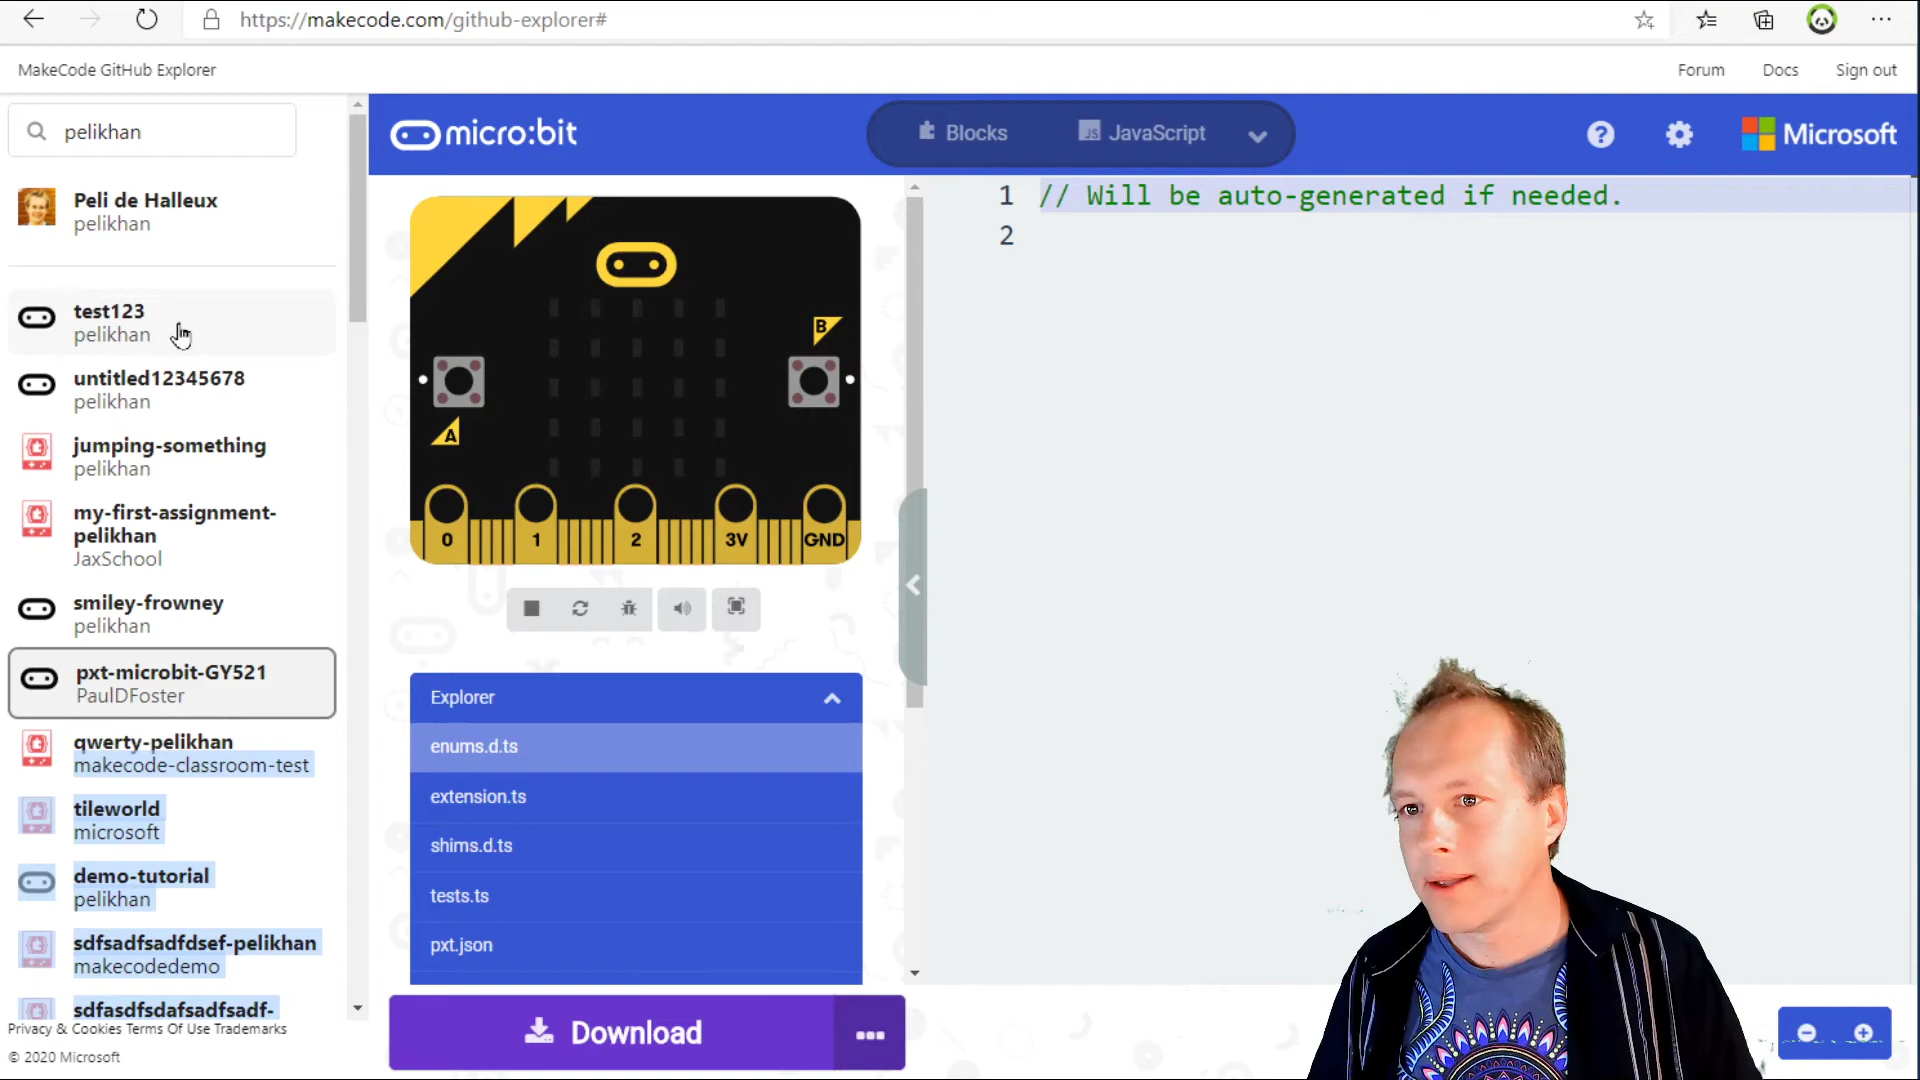 https://makecode.com/github-explorer#
MakeCode GitHub Explorer
Forum
Docs
Sign out
pelikhan
Peli de Halleux
pelikhan
test123
pelikhan
untitled12345678
pelikhan
jumping-something
pelikhan
my-first-assignment-
pelikhan
JaxSchool
smiley-frowney
pelikhan
pxt-microbit-GY521
PaulDFoster
qwerty-pelikhan
makecode-classroom-test
tileworld
microsoft
demo-tutorial
pelikhan
sdfsadfsadfdsef-pelikhan
makecodedemo
sdfasdfsdafsadfsadf-
Privacy & Cookies Terms Of Use Trademarks
© 2020 Microsoft
micro:bit
Blocks
JS JavaScript
?
Microsoft
B
A
0 1 2 3V GND
Explorer
enums.d.ts
extension.ts
shims.d.ts
tests.ts
pxt.json
Download
1 // Will be auto-generated if needed.
2